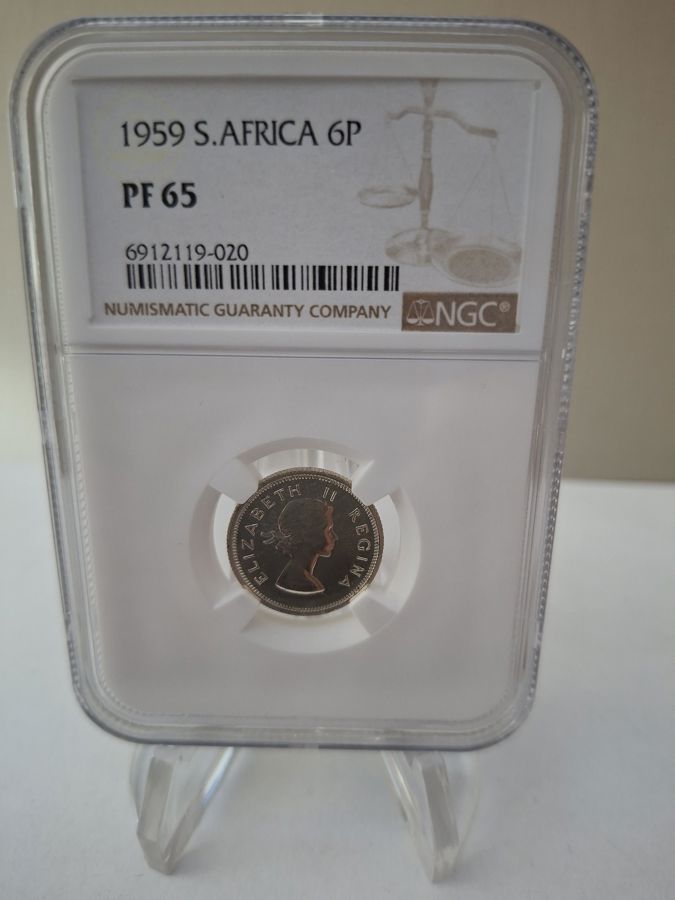 1959 S.AFRICA 6P
PF 65
6912119-020
NUMISMATIC GUARANTY COMPANY NGC®
ELIZABETH II REGINA